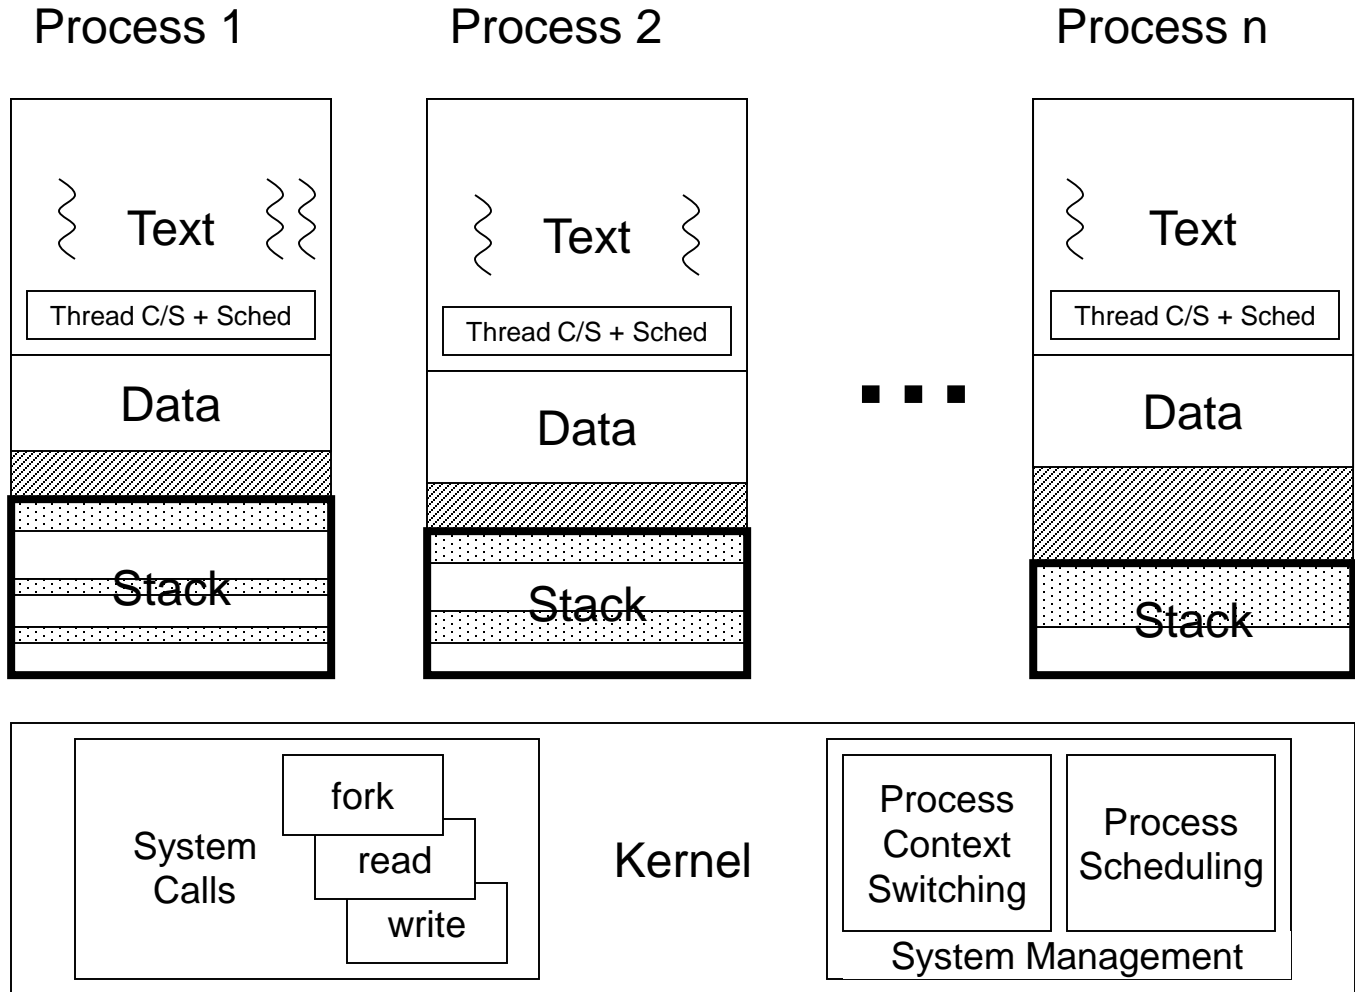 Process 1
Process 2
Process n
Text
Thread C/S + Sched
Data
Stack
Text
Thread C/S + Sched
Data
Stack
Text
Thread C/S + Sched
Data
Stack
System
Calls
fork
read
write
Kernel
Process
Context
Switching
Process
Scheduling
System Management